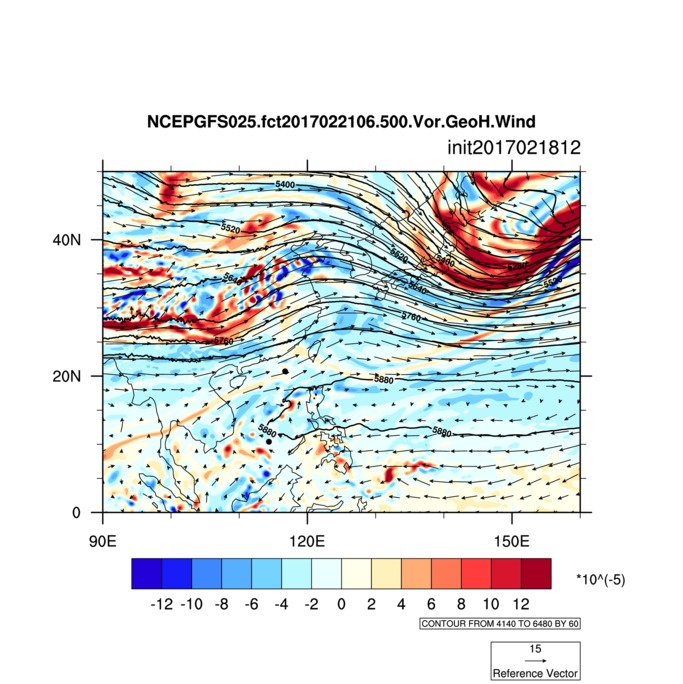 NCEPGFS025.fct2017022106.500.Vor.GeoH.Wind
init2017021812
5400
5520
40N
5520
5400
5640
5640
5760
5760
20N
5880
5880
5880
0
90E 120E 150E
-12 -10 -8 -6 -4 -2 0 2 4 6 8 10 12
*10^(-5)
CONTOUR FROM 4140 TO 6480 BY 60
15
Reference Vector